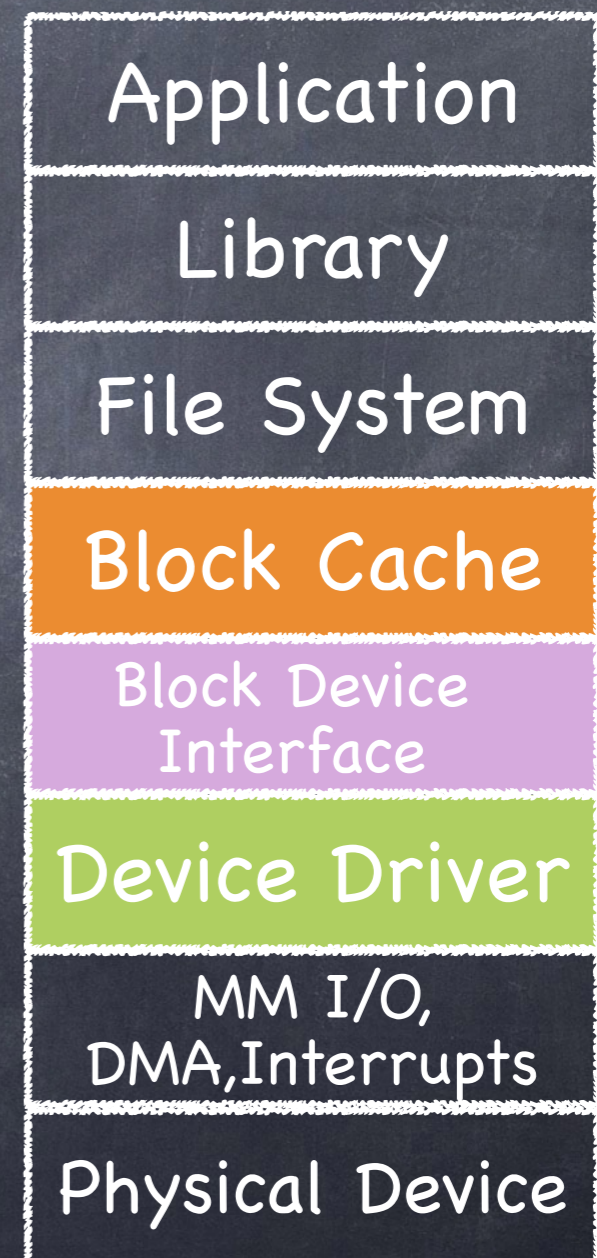 Application
Library
File System
Block Cache
Block Device
Interface
Device Driver
MM I/O,
DMA,Interrupts
Physical Device